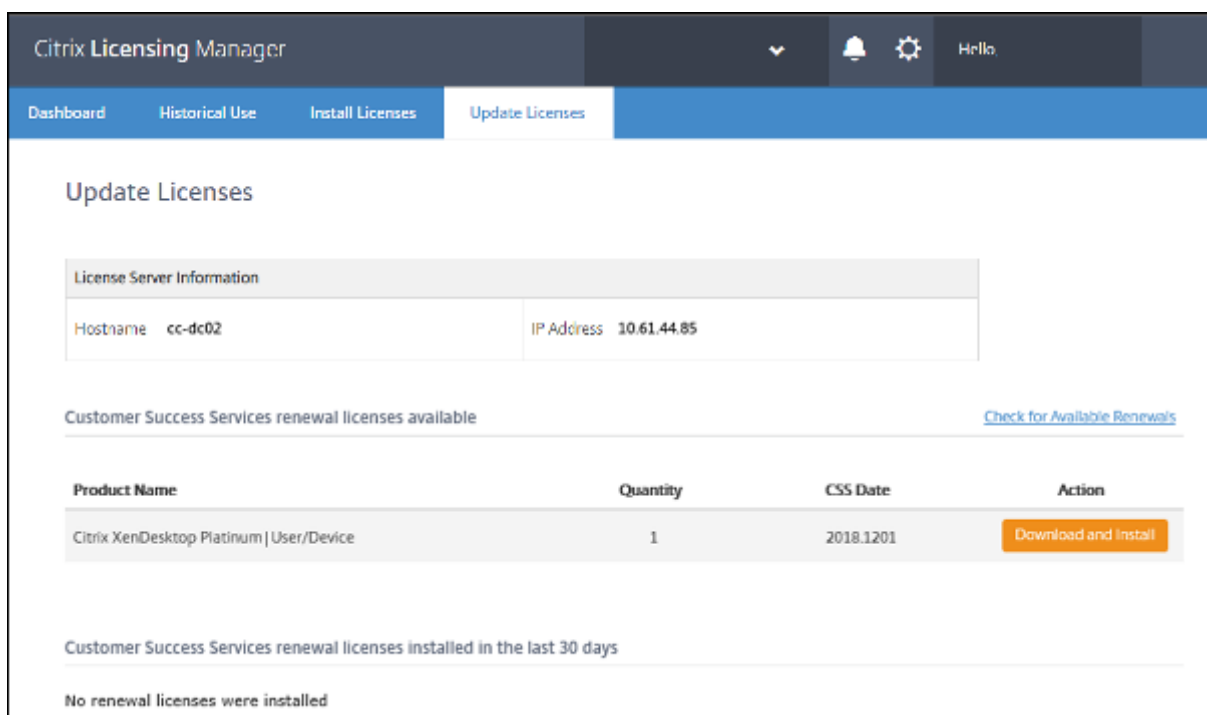 Citrix Licensing Manager
Hello,
Dashboard Historical Use Install Licenses Update Licenses
Update Licenses
License Server Information
Hostname cc-dc02 IP Address 10.61.44.85
Customer Success Services renewal licenses available Check for Available Renewals
Product Name Quantity CSS Date Action
Citrix XenDesktop Platinum | User/Device 1 2018.1201 Download and Install
Customer Success Services renewal licenses installed in the last 30 days
No renewal licenses were installed